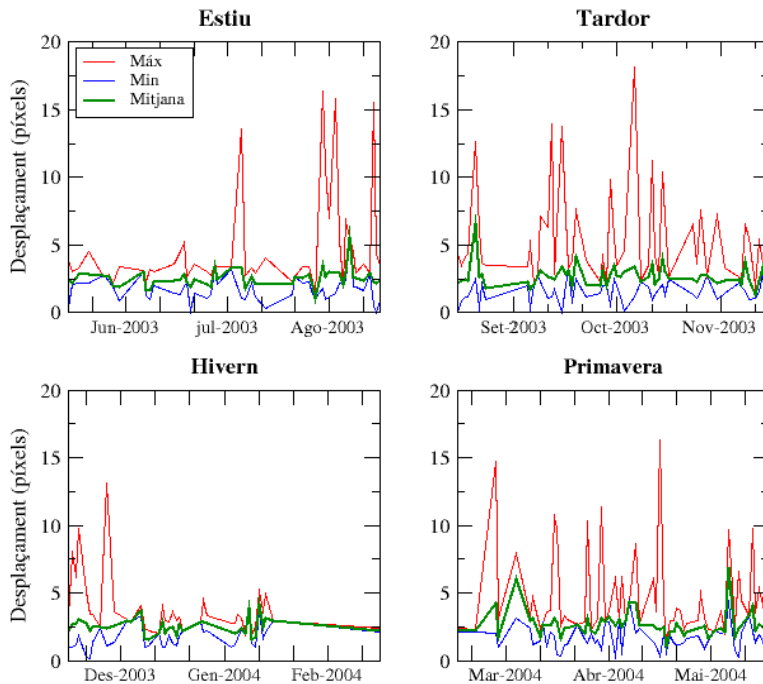 Estiu
Tardor
Desplaçament (píxels)
20
15
10
5
0
Máx
Min
Mitjana
Jun-2003
jul-2003
Ago-2003
20
15
10
5
0
Set-2003
Oct-2003
Nov-2003
Hivern
Primavera
Desplaçament (píxels)
20
15
10
5
0
Des-2003
Gen-2004
Feb-2004
20
15
10
5
0
Mar-2004
Abr-2004
Mai-2004